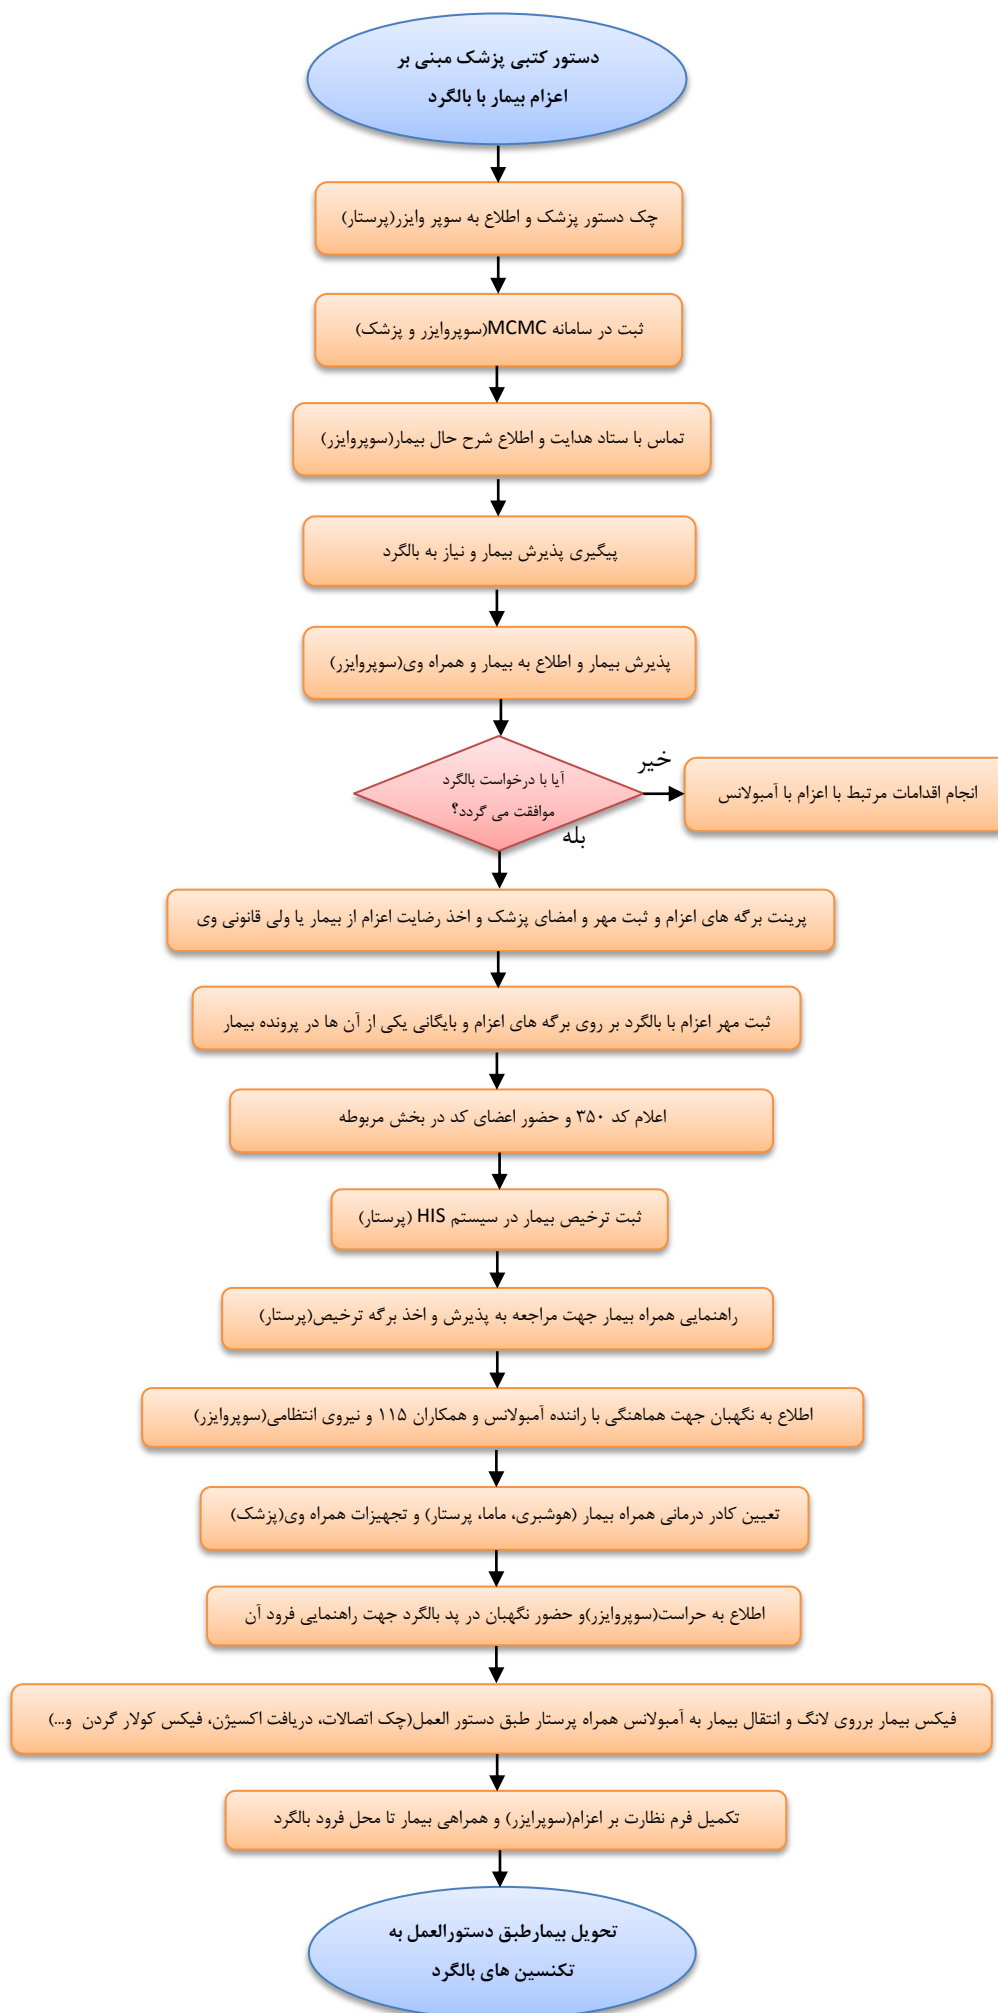 دستور کتبی پزشک مبنی بر
اعزام بیمار با بالگرد
چک دستور پزشک و اطلاع به سوپر وایزر(پرستار)
ثبت در سامانه MCMC(سوپروایزر و پزشک)
تماس با ستاد هدایت و اطلاع شرح حال بیمار(سوپروایزر)
پیگیری پذیرش بیمار و نیاز به بالگرد
پذیرش بیمار و اطلاع به بیمار و همراه وی(سوپروایزر)
آیا با درخواست بالگرد
موافقت می گردد؟
خیر
انجام اقدامات مرتبط با اعزام با آمبولانس
بله
پرینت برگه های اعزام و ثبت مهر و امضای پزشک و اخذ رضایت اعزام از بیمار یا ولی قانونی وی
ثبت مهر اعزام با بالگرد بر روی برگه های اعزام و بایگانی یکی از آن ها در پرونده بیمار
اعلام کد ۳۵۰ و حضور اعضای کد در بخش مربوطه
ثبت ترخیص بیمار در سیستم HIS (پرستار)
راهنمایی همراه بیمار جهت مراجعه به پذیرش و اخذ برگه ترخیص(پرستار)
اطلاع به نگهبان جهت هماهنگی با راننده آمبولانس و همکاران ۱۱۵ و نیروی انتظامی(سوپروایزر)
تعیین کادر درمانی همراه بیمار (هوشبری، ماما، پرستار) و تجهیزات همراه وی(پزشک)
اطلاع به حراست(سوپروایزر)و حضور نگهبان در پد بالگرد جهت راهنمایی فرود آن
فیکس بیمار برروی لانگ و انتقال بیمار به آمبولانس همراه پرستار طبق دستور العمل(چک اتصالات، دریافت اکسیژن، فیکس کولار گردن و...)
تکمیل فرم نظارت بر اعزام(سوپرایزر) و همراهی بیمار تا محل فرود بالگرد
تحویل بیمارطبق دستورالعمل به
تکنسین های بالگرد